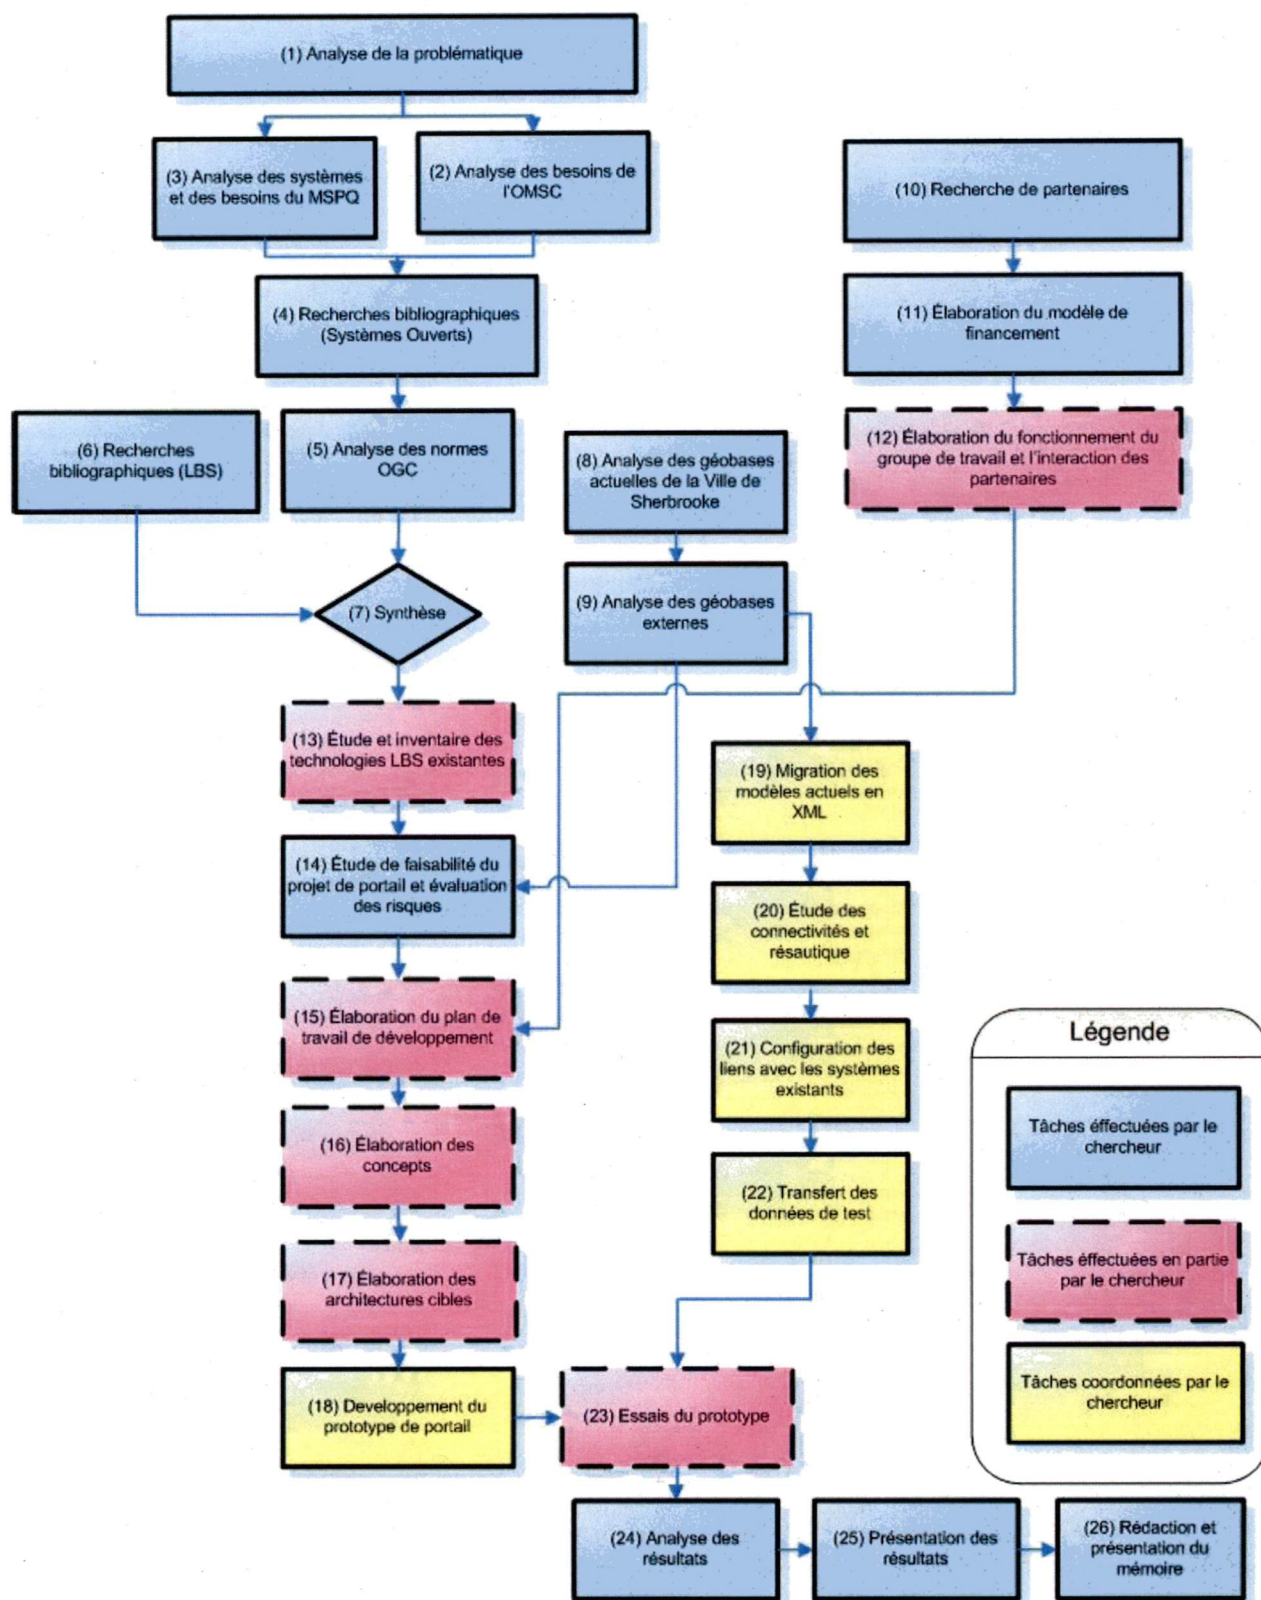 (1) Analyse de la problématique
(3) Analyse des systèmes
et des besoins du MSPQ
(2) Analyse des besoins de
l'OMSC
(10) Recherche de partenaires
(4) Recherches bibliographiques
(Systèmes Ouverts)
(11) Élaboration du modèle de
financement
(6) Recherches
bibliographiques (LBS)
(5) Analyse des normes
OGC
(8) Analyse des géobases
actuelles de la Ville de
Sherbrooke
(12) Élaboration du fonctionnement du
groupe de travail et l'interaction des
partenaires
(7) Synthèse
(9) Analyse des géobases
externes
(13) Étude et inventaire des
technologies LBS existantes
(19) Migration des
modèles actuels en
XML
(14) Étude de faisabilité du
projet de portail et évaluation
des risques
(20) Étude des
connectivités et
résautique
(15) Élaboration du plan de
travail de développement
(21) Configuration des
liens avec les systèmes
existants
(16) Élaboration des
concepts
(22) Transfert des
données de test
(17) Élaboration des
architectures cibles
(18) Developpement du
prototype de portail
(23) Essais du prototype
(24) Analyse des
résultats
(25) Présentation des
résultats
(26) Rédaction et
présentation du
mémoire
Légende
Tâches éffectuées par le
chercheur
Tâches éffectuées en partie
par le chercheur
Tâches coordonnées par le
chercheur